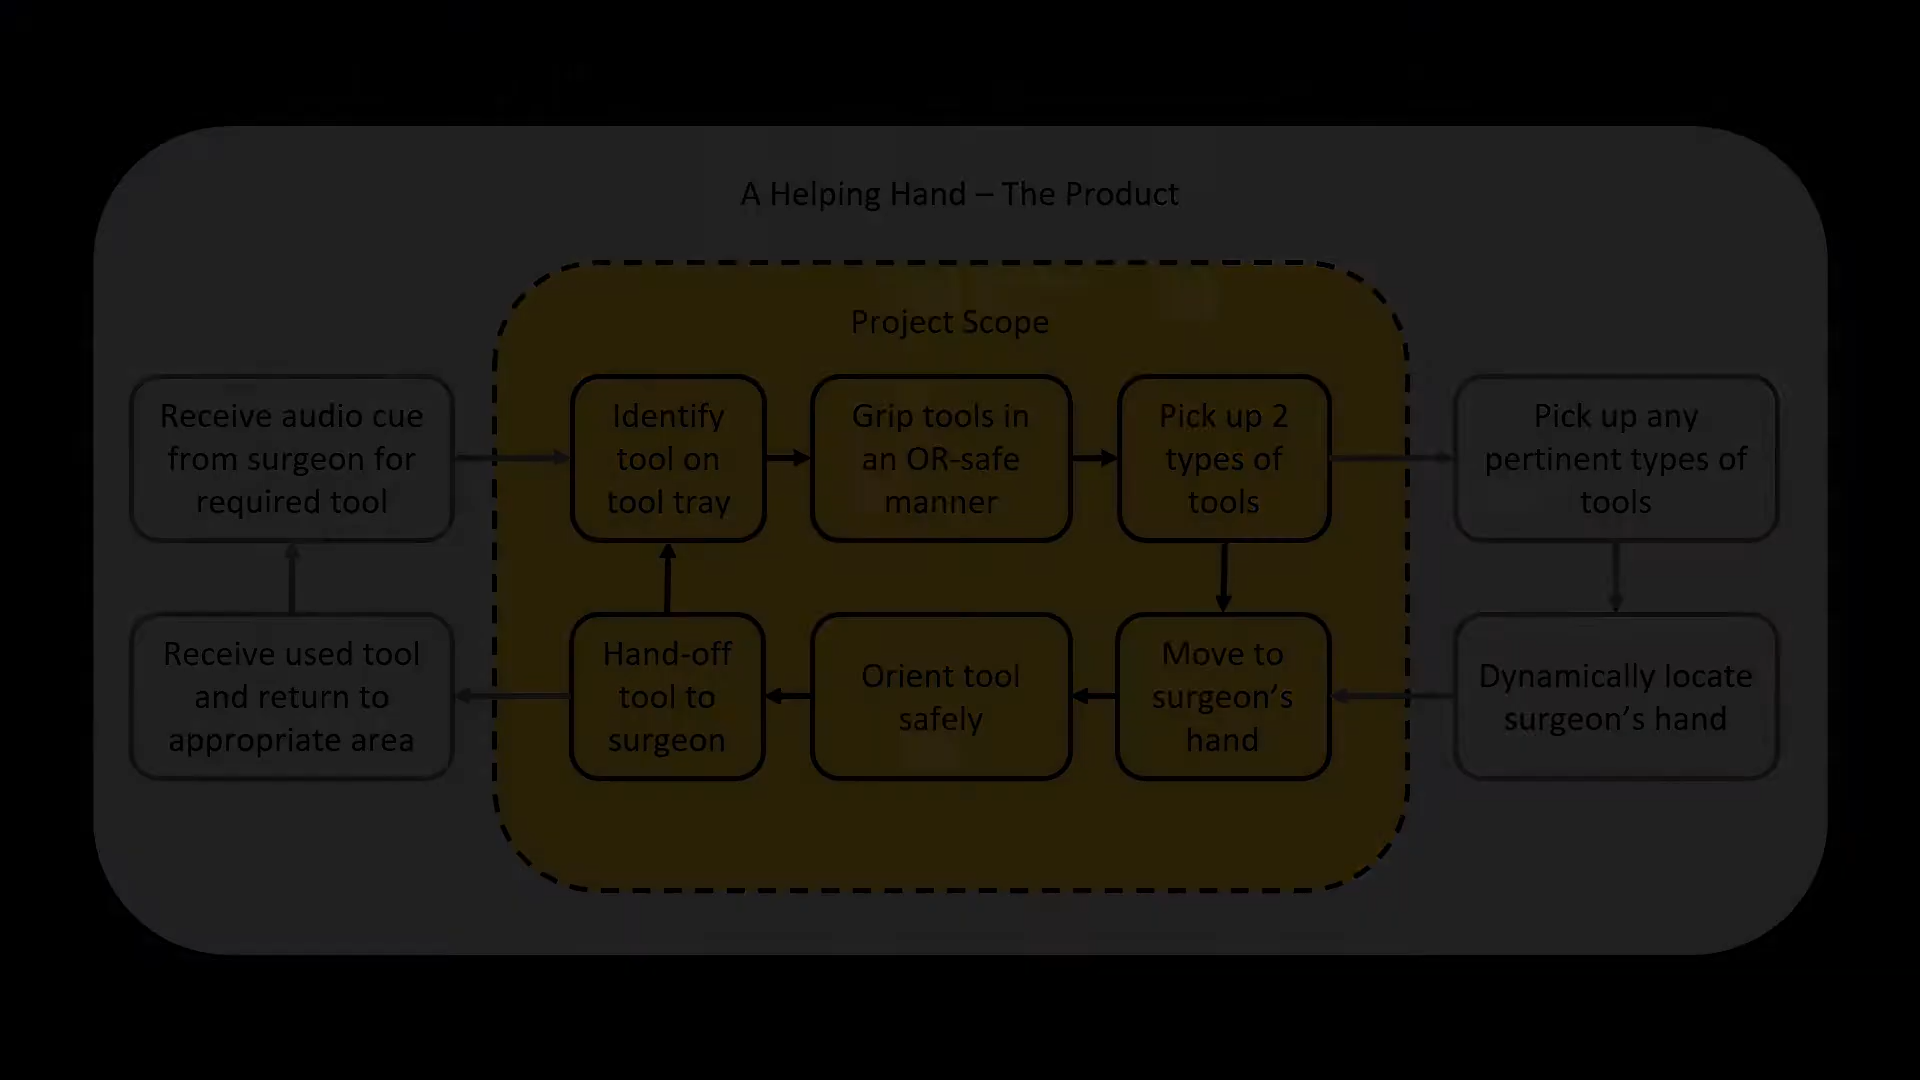 A Helping Hand – The Product
Project Scope
Receive audio cue
from surgeon for
required tool
Identify
tool on
tool tray
Grip tools in
an OR-safe
manner
Pick up 2
types of
tools
Pick up any
pertinent types of
tools
Receive used tool
and return to
appropriate area
Hand-off
tool to
surgeon
Orient tool
safely
Move to
surgeon’s
hand
Dynamically locate
surgeon’s hand